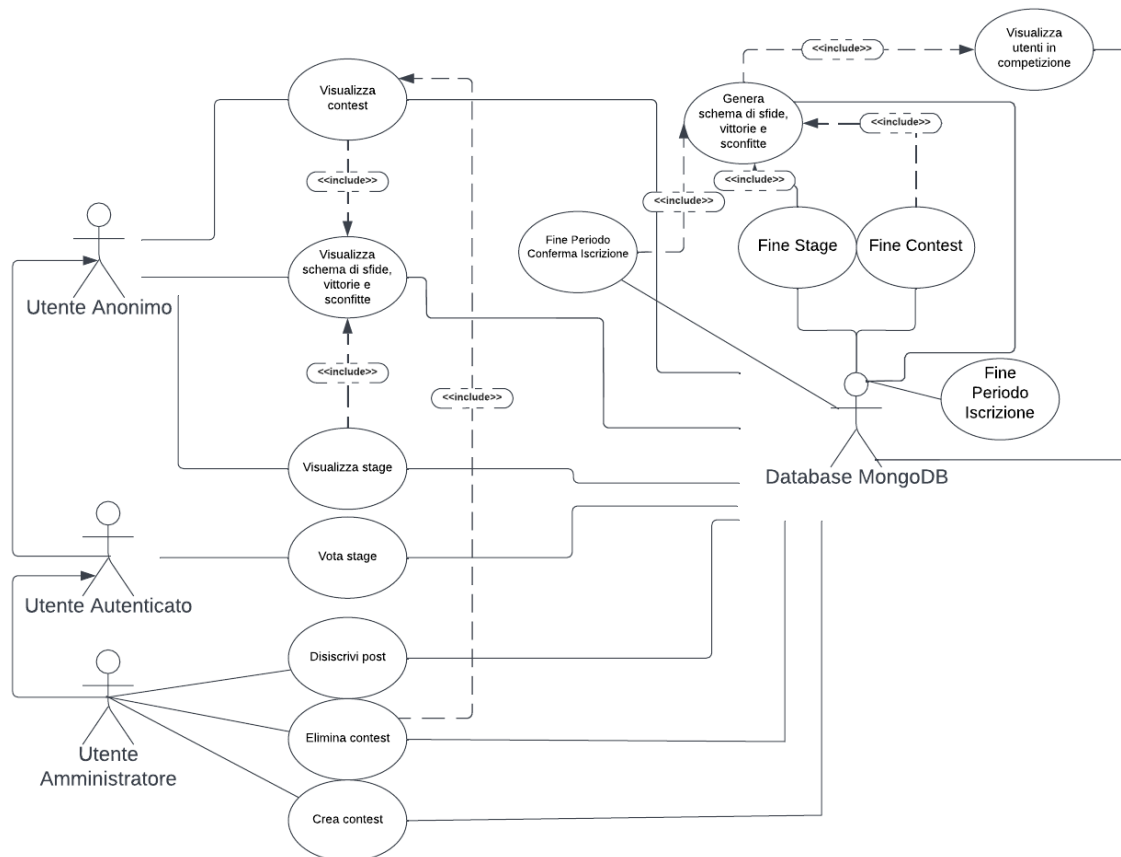 <<include>>
Visualizza
utenti in
competizione
Visualizza
contest
Genera
schema di sfide,
vittorie e
sconfitte
<<include>>
<<include>>
<<include>>
<<include>>
Fine Periodo
Conferma Iscrizione
Fine Stage
Fine Contest
Visualizza
schema di sfide,
vittorie e
sconfitte
Utente Anonimo
<<include>>
<<include>>
Fine
Periodo
Iscrizione
Visualizza stage
Database MongoDB
Vota stage
Utente Autenticato
Disiscrivi post
Elimina contest
Utente
Amministratore
Crea contest